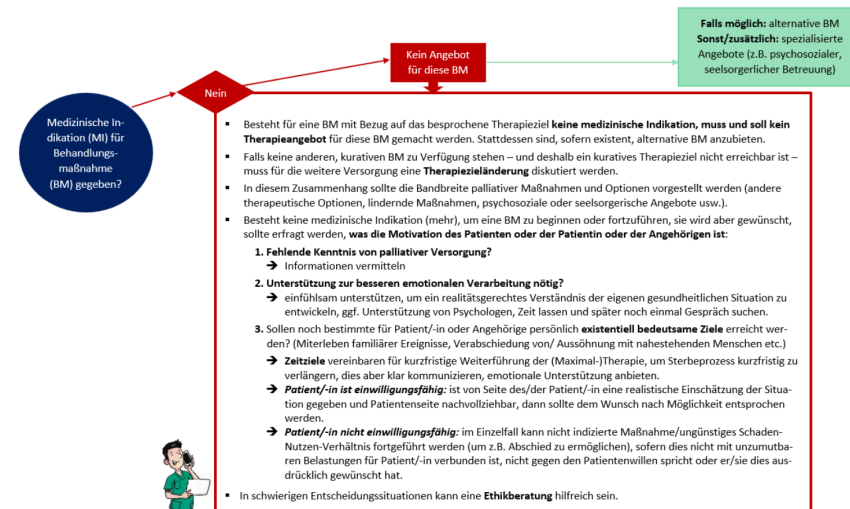 Falls möglich: alternative BM
Sonst/zusätzlich: spezialisierte
Angebote (z.B. psychosozialer,
seelsorgerlicher Betreuung)
Kein Angebot
für diese BM
Nein
Medizinische In-
dikation (MI) für
Behandlungs-
maßnahme
(BM) gegeben?
▪ Besteht für eine BM mit Bezug auf das besprochene Therapieziel keine medizinische Indikation, muss und soll kein
Therapieangebot für diese BM gemacht werden. Stattdessen sind, sofern existent, alternative BM anzubieten.
▪ Falls keine anderen, kurativen BM zu Verfügung stehen – und deshalb ein kuratives Therapieziel nicht erreichbar ist –
muss für die weitere Versorgung eine Therapiezieländerung diskutiert werden.
▪ In diesem Zusammenhang sollte die Bandbreite palliativer Maßnahmen und Optionen vorgestellt werden (andere
therapeutische Optionen, lindernde Maßnahmen, psychosoziale oder seelsorgerische Angebote usw.).
▪ Besteht keine medizinische Indikation (mehr), um eine BM zu beginnen oder fortzuführen, sie wird aber gewünscht,
sollte erfragt werden, was die Motivation des Patienten oder der Patientin oder der Angehörigen ist:
1. Fehlende Kenntnis von palliativer Versorgung?
➔ Informationen vermitteln
2. Unterstützung zur besseren emotionalen Verarbeitung nötig?
➔ einfühlsam unterstützen, um ein realitätsgerechtes Verständnis der eigenen gesundheitlichen Situation zu
entwickeln, ggf. Unterstützung von Psychologen, Zeit lassen und später noch einmal Gespräch suchen.
3. Sollen noch bestimmte für Patient/-in oder Angehörige persönlich existentiell bedeutsame Ziele erreicht wer-
den? (Miterleben familiärer Ereignisse, Verabschiedung von/ Aussöhnung mit nahestehenden Menschen etc.)
➔ Zeitziele vereinbaren für kurzfristige Weiterführung der (Maximal-)Therapie, um Sterbeprozess kurzfristig zu
verlängern, dies aber klar kommunizieren, emotionale Unterstützung anbieten.
➔ Patient/-in ist einwilligungsfähig: ist von Seite des/der Patient/-in eine realistische Einschätzung der Situa-
tion gegeben und Patientenseite nachvollziehbar, dann sollte dem Wunsch nach Möglichkeit entsprochen
werden.
➔ Patient/-in nicht einwilligungsfähig: im Einzelfall kann nicht indizierte Maßnahme/ungünstiges Schaden-
Nutzen-Verhältnis fortgeführt werden (um z.B. Abschied zu ermöglichen), sofern dies nicht mit unzumutba-
ren Belastungen für Patient/-in verbunden ist, nicht gegen den Patientenwillen spricht oder er/sie dies aus-
drücklich gewünscht hat.
▪ In schwierigen Entscheidungssituationen kann eine Ethikberatung hilfreich sein.